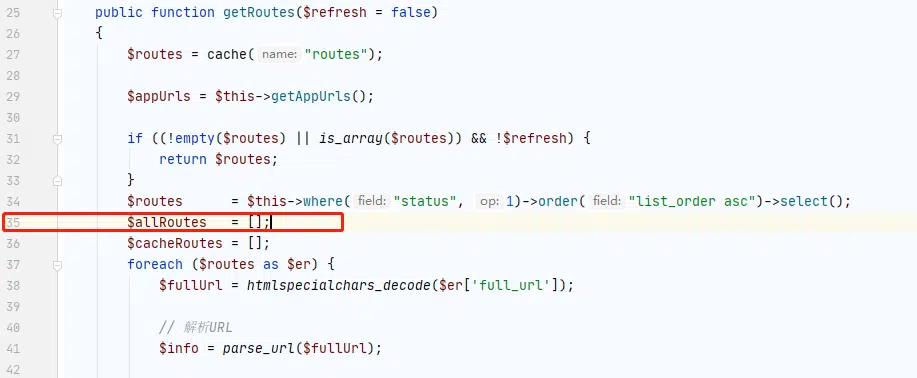 25 public function getRoutes($refresh = false)
26 {
27 $routes = cache( name: "routes");
28
29 $appUrls = $this->getAppUrls();
30
31 if ((!empty($routes) || is_array($routes)) && !$refresh) {
32 return $routes;
33 }
34 $routes = $this->where( field: "status", op: 1)->order( field: "list_order asc")->select();
35 $allRoutes = [];
36 $cacheRoutes = [];
37 foreach ($routes as $er) {
38 $fullUrl = htmlspecialchars_decode($er['full_url']);
39
40 // 解析URL
41 $info = parse_url($fullUrl);
42